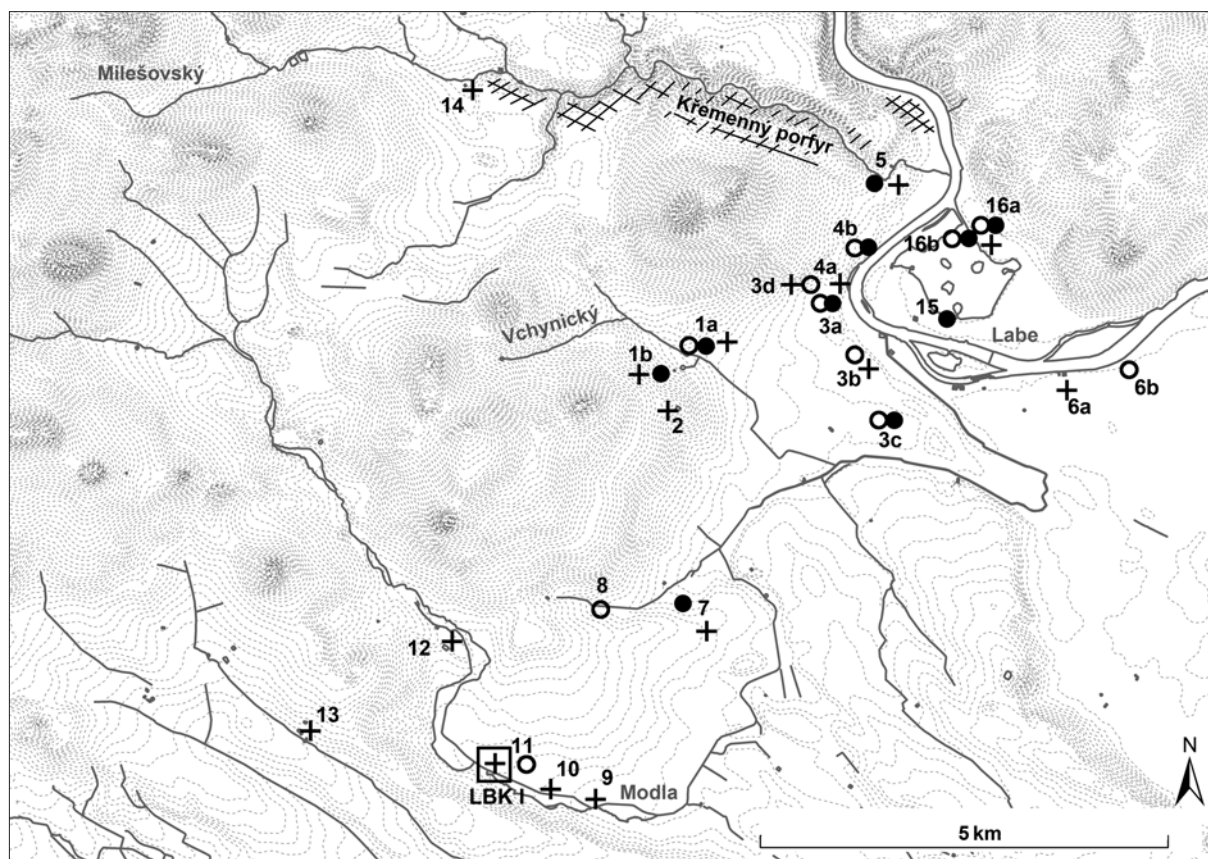 Milešovský
14
Křemenný porfyr
5
16a
4b
16b
4a
3d
3a
15
Labe
Vchynický
1a
1b
3b
6b
6a
2
3c
8
7
12
13
11
LBK I
10
9
Modla
N
5 km